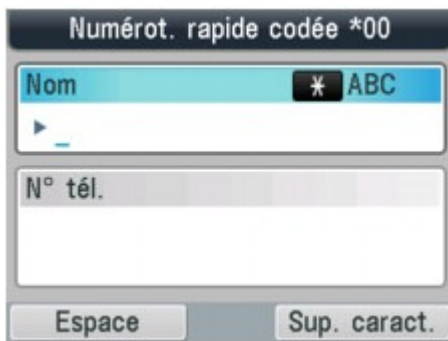 Numérot. rapide codée *00
Nom * ABC
N° tél.
Espace Sup. caract.